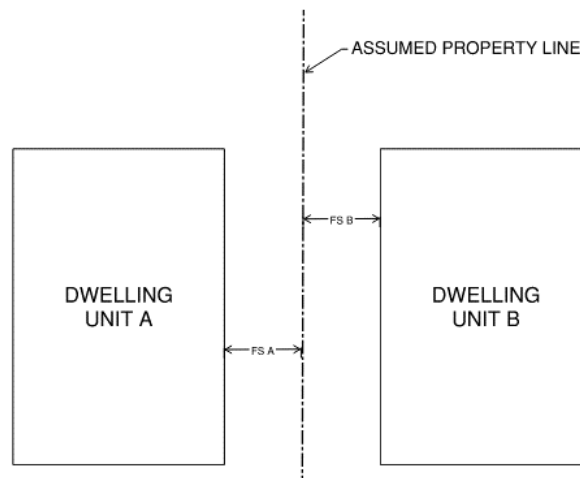 ASSUMED PROPERTY LINE
FS B
DWELLING
UNIT A
DWELLING
UNIT B
FS A